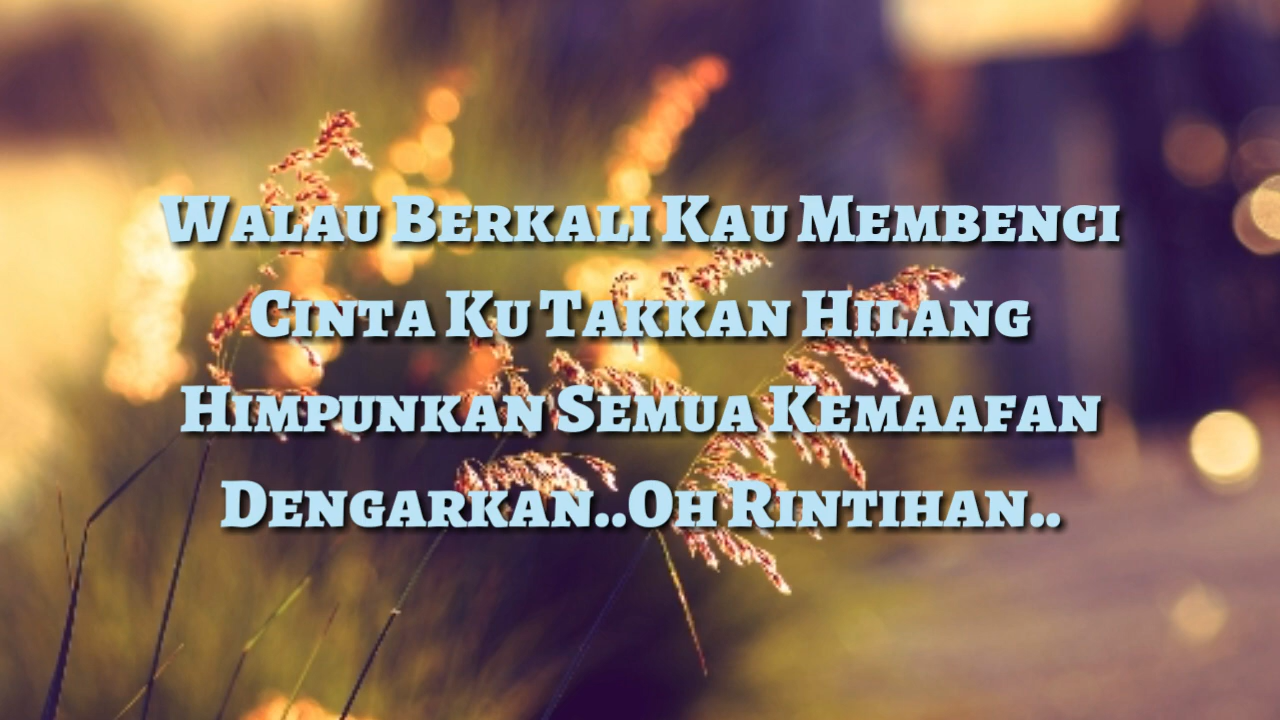 Walau Berkali Kau Membenci
Cinta Ku Takkan Hilang
Himpunkan Semua Kemaafan
Dengarkan..Oh Rintihan..